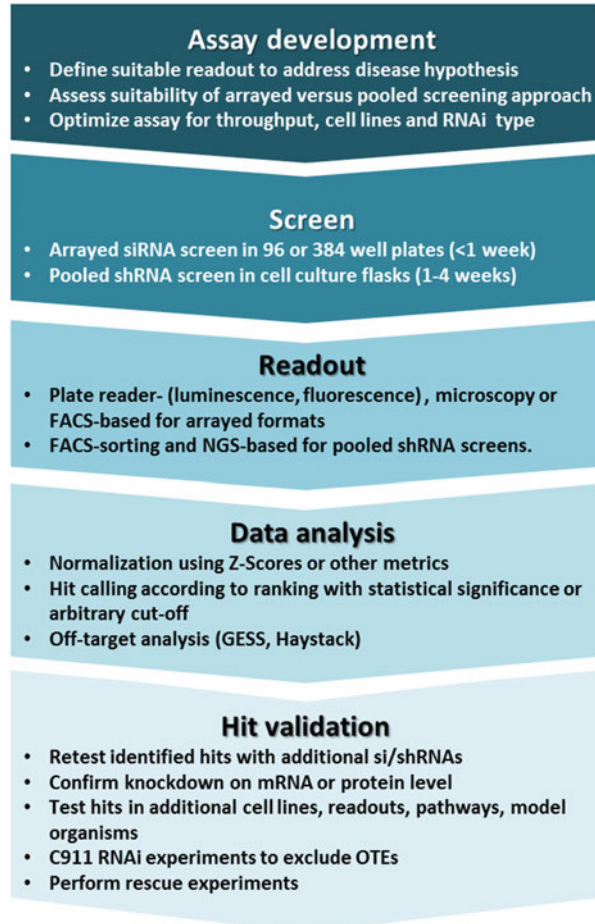 Assay development
• Define suitable readout to address disease hypothesis
• Assess suitability of arrayed versus pooled screening approach
• Optimize assay for throughput, cell lines and RNAi type
Screen
• Arrayed siRNA screen in 96 or 384 well plates (<1 week)
• Pooled shRNA screen in cell culture flasks (1-4 weeks)
Readout
• Plate reader- (luminescence, fluorescence) , microscopy or
FACS-based for arrayed formats
• FACS-sorting and NGS-based for pooled shRNA screens.
Data analysis
• Normalization using Z-Scores or other metrics
• Hit calling according to ranking with statistical significance or
arbitrary cut-off
• Off-target analysis (GESS, Haystack)
Hit validation
• Retest identified hits with additional si/shRNAs
• Confirm knockdown on mRNA or protein level
• Test hits in additional cell lines, readouts, pathways, model
organisms
• C911 RNAi experiments to exclude OTEs
• Perform rescue experiments